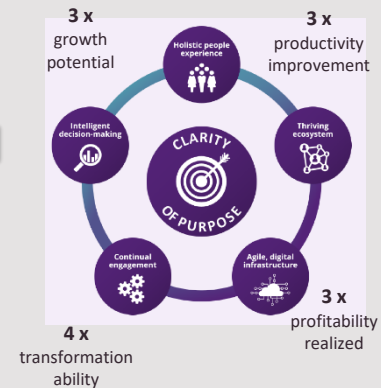 3 x
growth
potential
3 x
productivity
improvement
Holistic people
experience
Intelligent
decision-making
Thriving
ecosystem
CLARITY
OF PURPOSE
Continual
engagement
Agile, digital
infrastructure
4 x
transformation
ability
3 x
profitability
realized